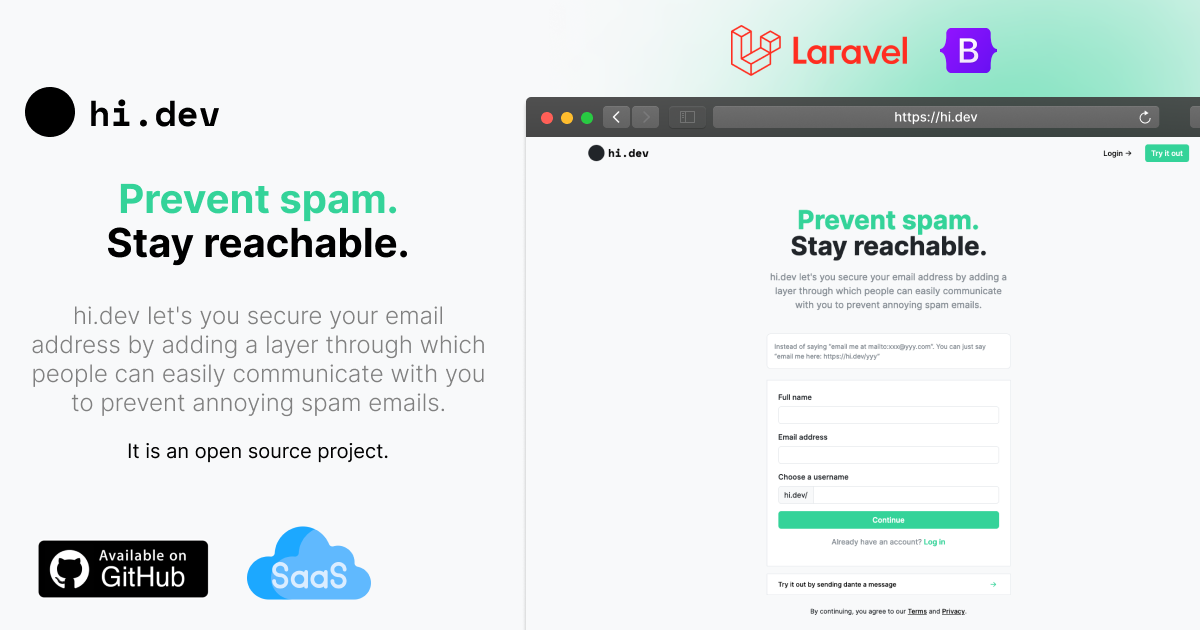 hi.dev
Prevent spam.
Stay reachable.
hi.dev let's you secure your email
address by adding a layer through which
people can easily communicate with you
to prevent annoying spam emails.
It is an open source project.
Available on
GitHub
SaaS
Laravel
B
https://hi.dev
hi.dev
Login →
Try it out
Prevent spam.
Stay reachable.
hi.dev let's you secure your email address by adding a
layer through which people can easily communicate
with you to prevent annoying spam emails.
Instead of saying "email me at mailto:xxx@yyy.com". You can just say
"email me here: https://hi.dev/yyy"
Full name
Email address
Choose a username
hi.dev/
Continue
Already have an account? Log in
Try it out by sending dante a message →
By continuing, you agree to our Terms and Privacy.